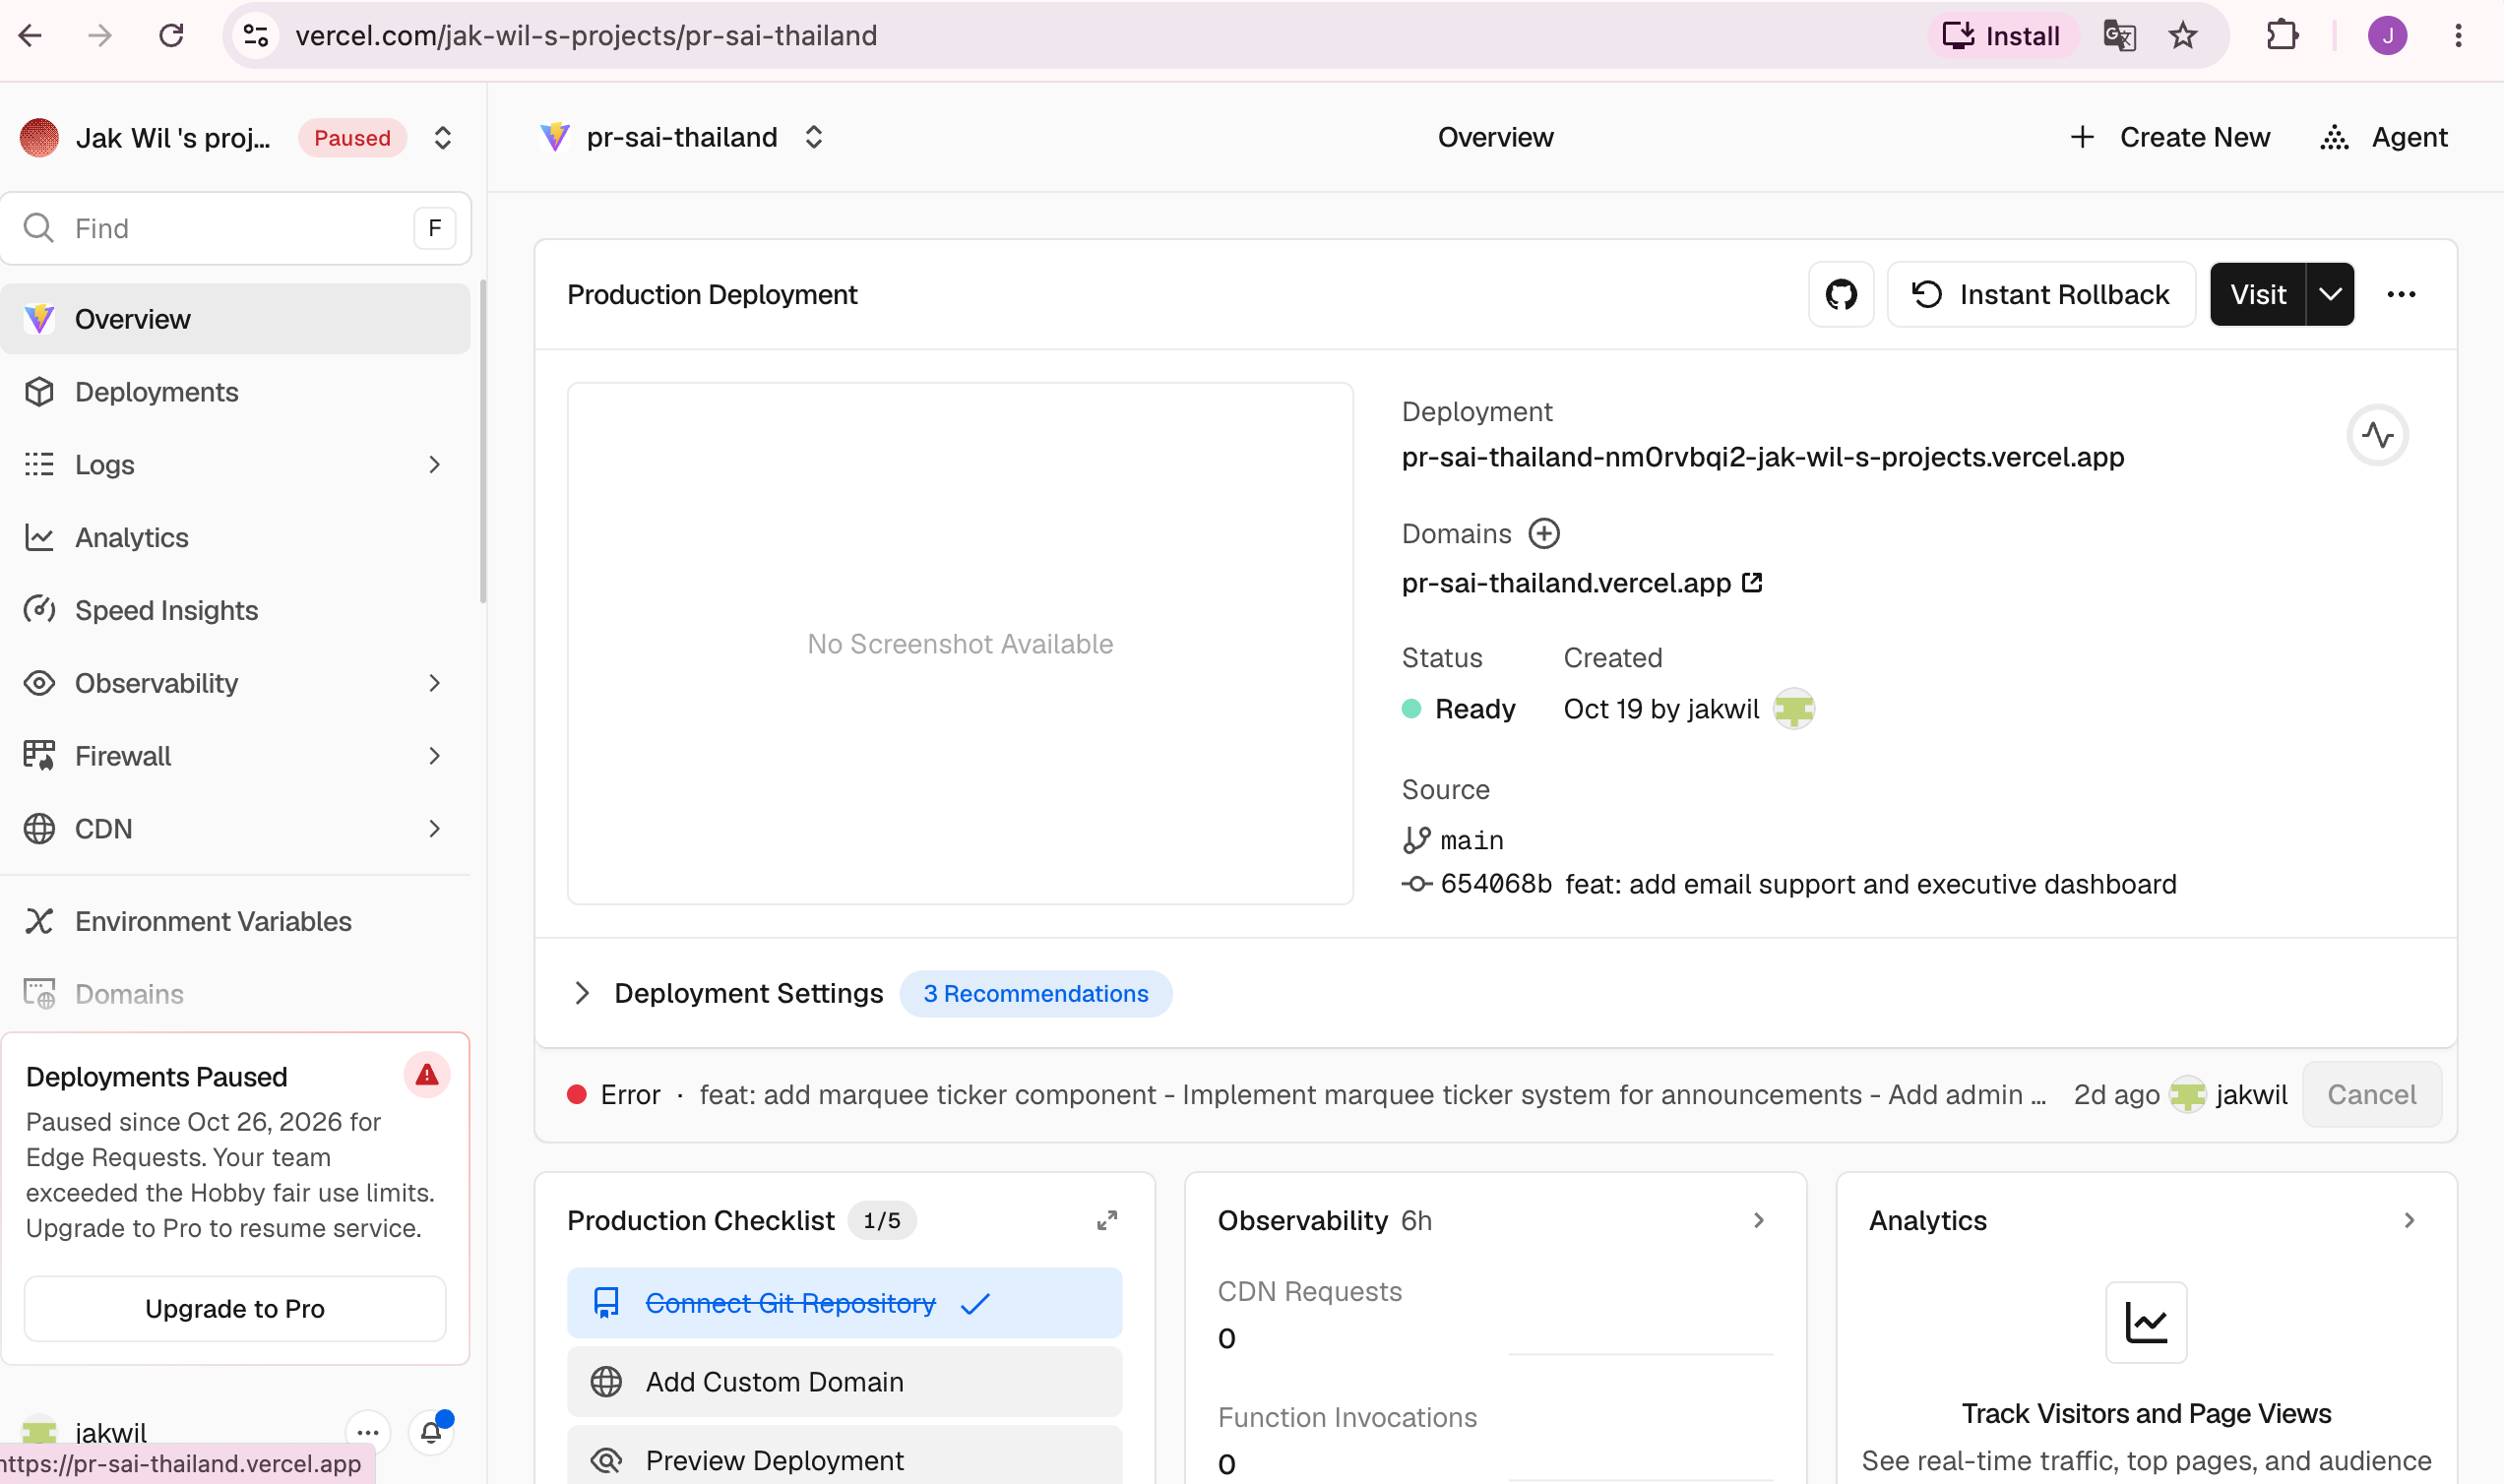 vercel.com/jak-wil-s-projects/pr-sai-thailand
Install
J
Jak Wil 's proj...
Paused
pr-sai-thailand
Overview
Create New
Agent
Find
F
Overview
Deployments
Logs
Analytics
Speed Insights
Observability
Firewall
CDN
Environment Variables
Domains
Deployments Paused
Paused since Oct 26, 2026 for
Edge Requests. Your team
exceeded the Hobby fair use limits.
Upgrade to Pro to resume service.
Upgrade to Pro
jakwil
https://pr-sai-thailand.vercel.app
Production Deployment
Instant Rollback
Visit
No Screenshot Available
Deployment
pr-sai-thailand-nm0rvbqi2-jak-wil-s-projects.vercel.app
Domains
pr-sai-thailand.vercel.app
Status Created
Ready Oct 19 by jakwil
Source
main
654068b feat: add email support and executive dashboard
Deployment Settings 3 Recommendations
Error · feat: add marquee ticker component - Implement marquee ticker system for announcements - Add admin ... 2d ago jakwil Cancel
Production Checklist 1/5
Connect Git Repository
Add Custom Domain
Preview Deployment
Observability 6h
CDN Requests
0
Function Invocations
0
Analytics
Track Visitors and Page Views
See real-time traffic, top pages, and audience